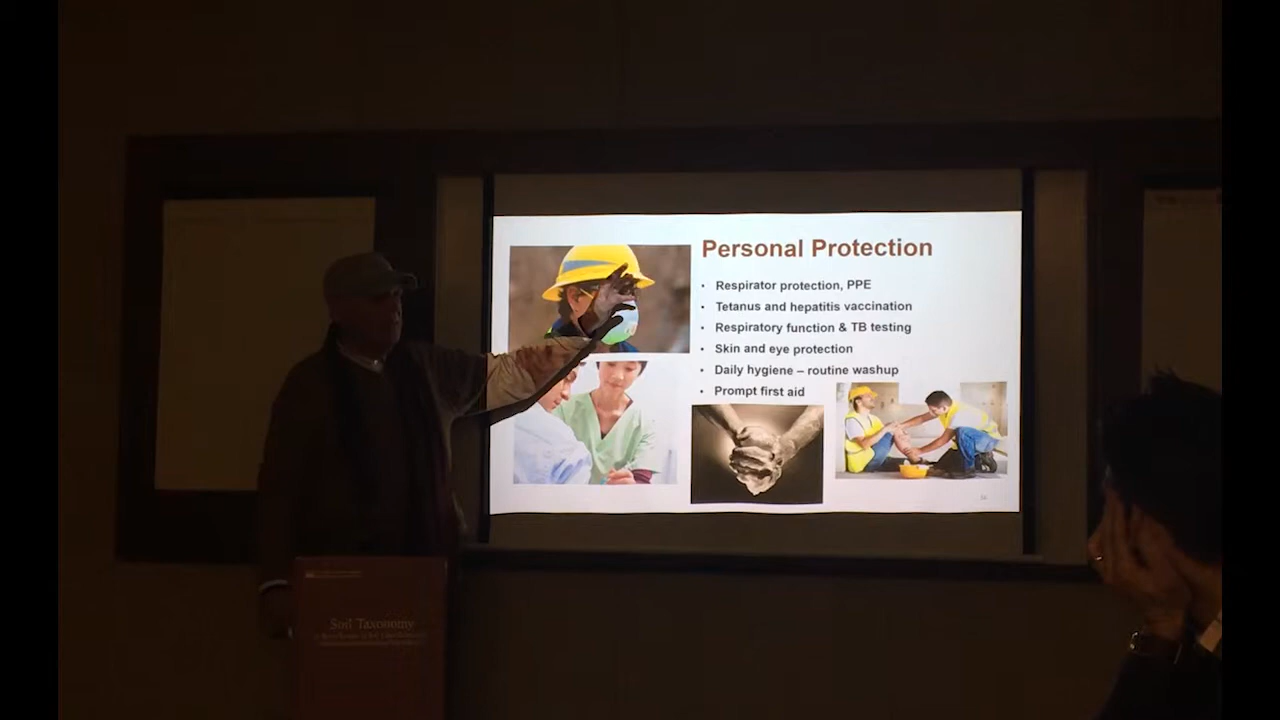 Personal Protection
• Respirator protection, PPE
• Tetanus and hepatitis vaccination
• Respiratory function & TB testing
• Skin and eye protection
• Daily hygiene – routine washup
• Prompt first aid
Soil Taxonomy